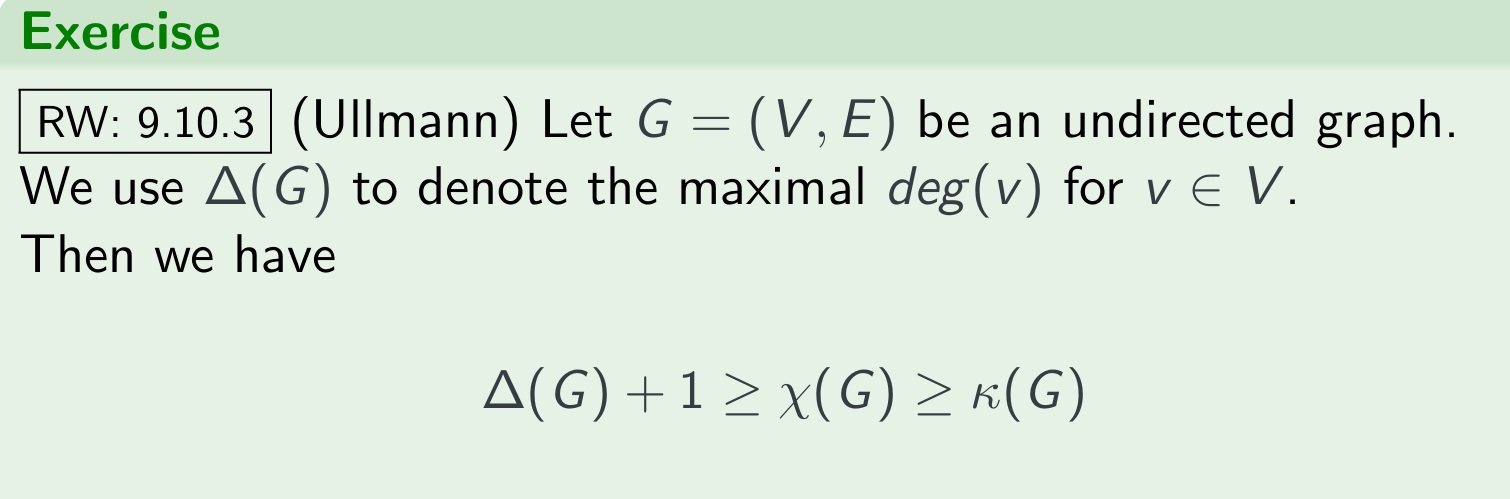 Exercise
RW: 9.10.3 (Ullmann) Let G = (V, E) be an undirected graph.
We use Δ(G) to denote the maximal deg(v) for v ∈ V.
Then we have
Δ(G) + 1 ≥ χ(G) ≥ κ(G)